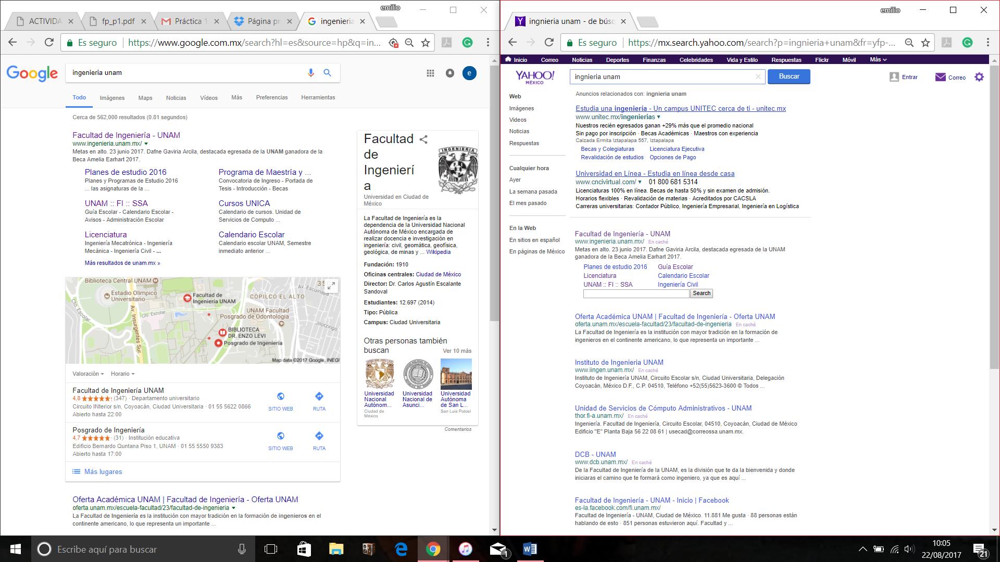 emilio
ACTIVIDA
fp_p1.pdf
Práctica 1
Página pr
ingenieria
Es seguro
https://www.google.com.mx/search?hl=es&source=hp&q=in...
Google
ingenieria unam
e
Todo
Imágenes
Maps
Noticias
Vídeos
Más
Preferencias
Herramientas
Cerca de 562,000 resultados (0.81 segundos)
Facultad de Ingeniería - UNAM
www.ingenieria.unam.mx/
Metas en alto. 23 junio 2017. Dafne Gaviria Arcila, destacada egresada de la UNAM ganadora de la
Beca Amelia Earhart 2017.
Planes de estudio 2016
Planes y Programas de Estudio 2016
... las asignaturas de la ...
Programa de Maestría y ...
Convocatoria de Ingreso - Portada de
Tesis - Introducción - Becas
UNAM :: FI :: SSA
Guía Escolar - Calendario Escolar -
Avisos - Administración Escolar
Cursos UNICA
Calendario de cursos. Unidad de
Servicios de Computo ...
Licenciatura
Ingeniería Mecatrónica - Ingeniería
Mecánica - Ingeniería Civil - ...
Calendario Escolar
Calendario escolar UNAM, Semestre
inmediato anterior ...
Más resultados de unam.mx »
Biblioteca Central UNAM
Estadio Olímpico
Universitario
Cto. Escolar
Cto. Escolar
Av. Insurgentes Sur.
Facultad de
Ingeniería UNAM
COPILCO EL ALTO
Av. Escuinapa
35
UNAM Facultad
Posgrado de Odontología
Jilotzingo
BIBLIOTECA
DR. ENZO LEVI
Posgrado de Ingeniería
Map data ©2017 Google, INEGI
Valoración
Horario
Facultad de Ingeniería UNAM
4,8 (347) · Departamento universitario
Circuito INterior s/n, Coyoacán, Ciudad Universitaria · 01 55 5622 0866
Abierto hasta 22:00
SITIO WEB
RUTA
Posgrado de Ingeniería
4,7 (31) · Institución educativa
Edificio Bernardo Quntana Piso 1, UNAM · 01 55 5550 9383
Abierto hasta 17:00
SITIO WEB
RUTA
Más lugares
Oferta Académica UNAM | Facultad de Ingeniería - Oferta UNAM
oferta.unam.mx/escuela-facultad/23/facultad-de-ingenieria
La Facultad de Ingeniería es la institución con mayor tradición en la formación de ingenieros en el
continente americano, lo que representa un importante ...
Facultad
de
Ingenierí
a
INGENIERIA
Universidad en Ciudad de
México
La Facultad de Ingeniería es la
dependencia de la Universidad Nacional
Autónoma de México encargada de
realizar docencia e investigación en
ingeniería: civil, geomática, geofísica,
geológica, de minas y ... Wikipedia
Fundación: 1910
Oficinas centrales: Ciudad de México
Director: Dr. Carlos Agustín Escalante
Sandoval
Estudiantes: 12.697 (2014)
Tipo: Pública
Campus: Ciudad Universitaria
Otras personas también
buscan
Ver 10 más
Universidad
Nacional
Autónom...
Ciudad de
México
Universidad
Nacional de
Asunci...
Universidad
Autónoma
de San L...
San Luis Potosí
Comentarios
emilio
ingnieria unam - de búsq
Es seguro
https://mx.search.yahoo.com/search?p=ingnieria+unam&fr=yfp-...
Inicio
Correo
Noticias
Deportes
Finanzas
Celebridades
Vida y Estilo
Respuestas
Flickr
Móvil
Más
YAHOO!
MÉXICO
ingnieria unam
Buscar
Entrar
Correo
Web
Imágenes
Videos
Noticias
Respuestas
Cualquier hora
Ayer
La semana pasada
El mes pasado
En la Web
En sitios en español
En páginas de México
Anuncios relacionados con: ingnieria unam
Estudia una ingeniería - Un campus UNITEC cerca de ti - unitec.mx
www.unitec.mx/ingenierias
Nuestros recién egresados ganan +29% más que el promedio nacional
Sin pago por inscripción · Becas Académicas · Maestros con experiencia
Calzada Ermita Iztapalapa 557, Iztapalapa
Becas y Colegiaturas
Licenciatura Ejecutiva
Revalidación de estudios
Opciones de Pago
Universidad en Línea - Estudia en línea desde casa
www.cncivirtual.com/ 01 800 681 5314
Licenciaturas 100% en línea. Becas de hasta 50% y sin examen de admisión.
Horarios flexibles · Revalidación de materias · Acreditados por CACSLA
Carreras universitarias: Contador Público, Ingeniería Empresarial, Ingeniería en Logística
Facultad de Ingeniería - UNAM
www.ingenieria.unam.mx/ En caché
Metas en alto. 23 junio 2017. Dafne Gaviria Arcila, destacada egresada de la UNAM
ganadora de la Beca Amelia Earhart 2017.
Planes de estudio 2016
Guía Escolar
Licenciatura
Calendario Escolar
UNAM :: FI :: SSA
Ingeniería Civil
Search
Oferta Académica UNAM | Facultad de Ingeniería - Oferta UNAM
oferta.unam.mx/escuela-facultad/23/facultad-de-ingenieria En caché
La Facultad de Ingeniería es la institución con mayor tradición en la formación de
ingenieros en el continente americano, lo que representa un importante ...
Instituto de Ingenieria UNAM
www.iingen.unam.mx/ En caché
Instituto de Ingeniería UNAM, Circuito Escolar s/n, Ciudad Universitaria, Delegación
Coyoacán, México D.F., C.P. 04510, Teléfono +52(55)5623-3600 © Todos ...
Unidad de Servicios de Cómputo Administrativos - UNAM
thor.fi-a.unam.mx/ En caché
Ingeniería. Facultad de Ingeniería, Circuito Escolar, 04510, Coyoacán, Ciudad de México
Edificio "E" Planta Baja 56 22 08 61 | usecad@correossa.unam.mx.
DCB - UNAM
www.dcb.unam.mx/ En caché
De la Facultad de Ingeniería de la UNAM, es la división que te da la bienvenida y donde
iniciaras el camino que te formará como ingeniero, ya que es aquí ...
Facultad de Ingeniería - UNAM - Inicio | Facebook
es-la.facebook.com/fi.unam.mx/
Facultad de Ingeniería - UNAM, Ciudad de México. 11.881 Me gusta · 88 personas están
hablando de esto · 851 personas estuvieron aquí. Facultad y ...
Escribe aquí para buscar
1
10:05
22/08/2017
21